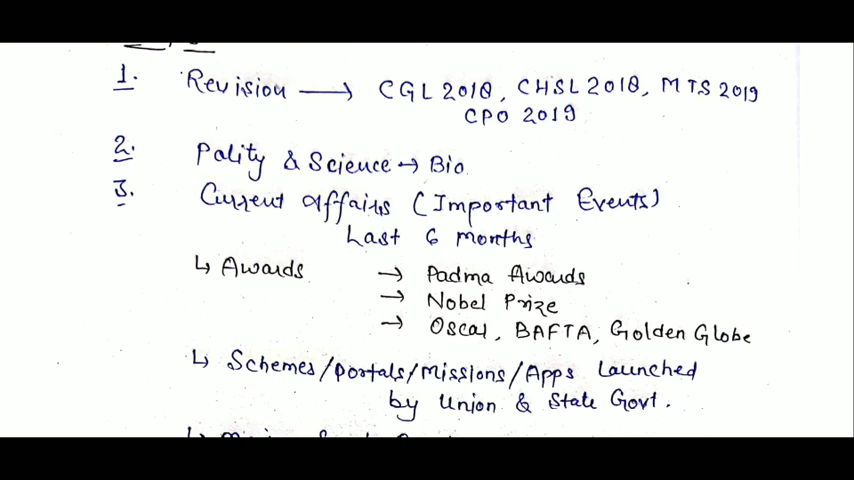 1. Revision → CGL 2018, CHSL 2018, MTS 2019
CPO 2019
2. Polity & Science → Bio
3. Current affairs (Important Events)
Last 6 months
↳ Awards → Padma Awards
→ Nobel Prize
→ Oscar, BAFTA, Golden Globe
↳ Schemes/Portals/Missions/Apps Launched
by Union & State Govt.